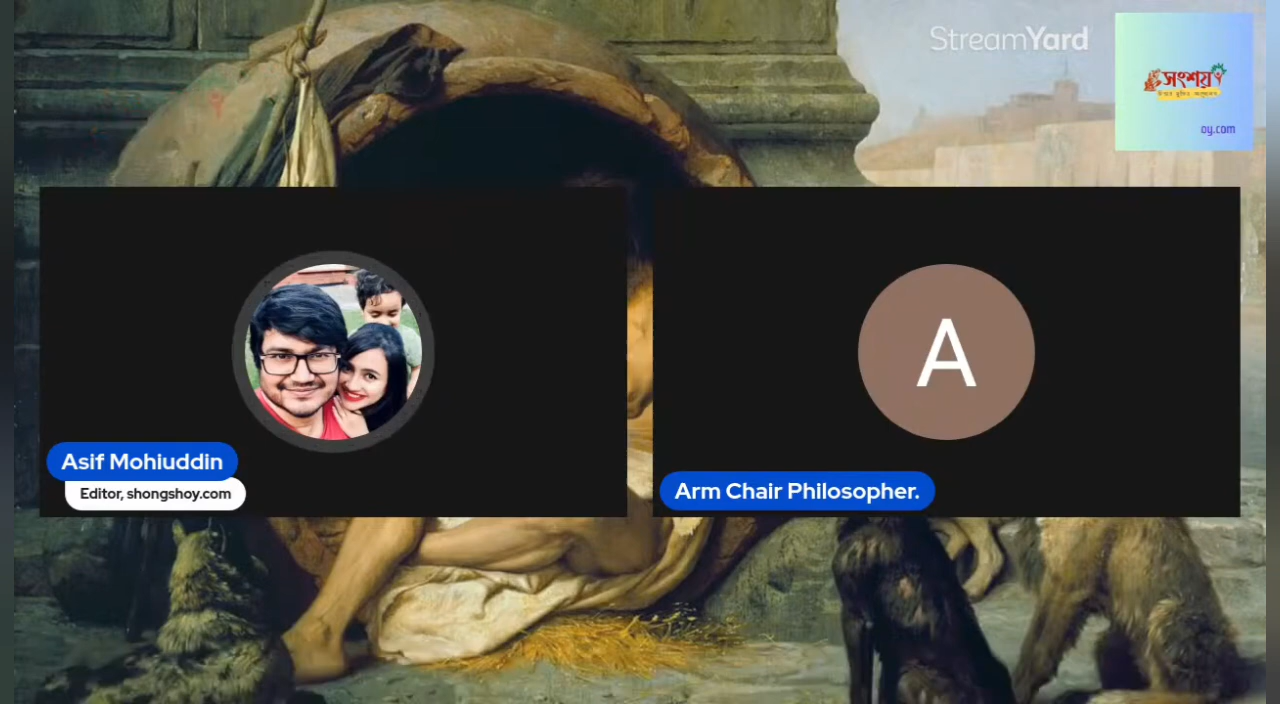 StreamYard
সংশয়
oy.com
A
Asif Mohiuddin
Editor, shongshoy.com
Arm Chair Philosopher.